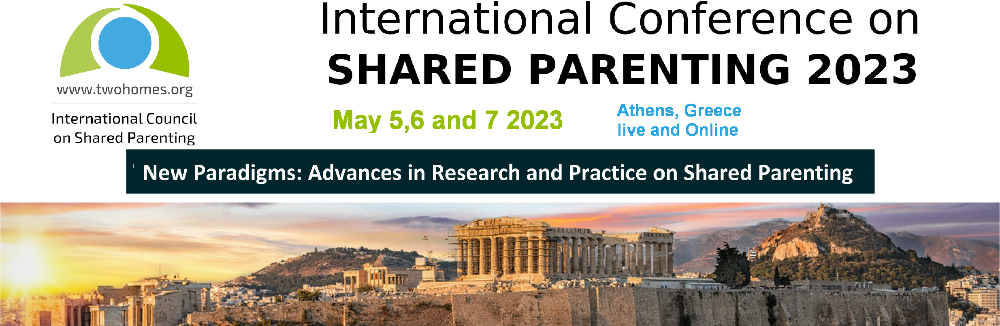 www.twohomes.org
International Council
on Shared Parenting
International Conference on
SHARED PARENTING 2023
May 5,6 and 7 2023
Athens, Greece
live and Online
New Paradigms: Advances in Research and Practice on Shared Parenting